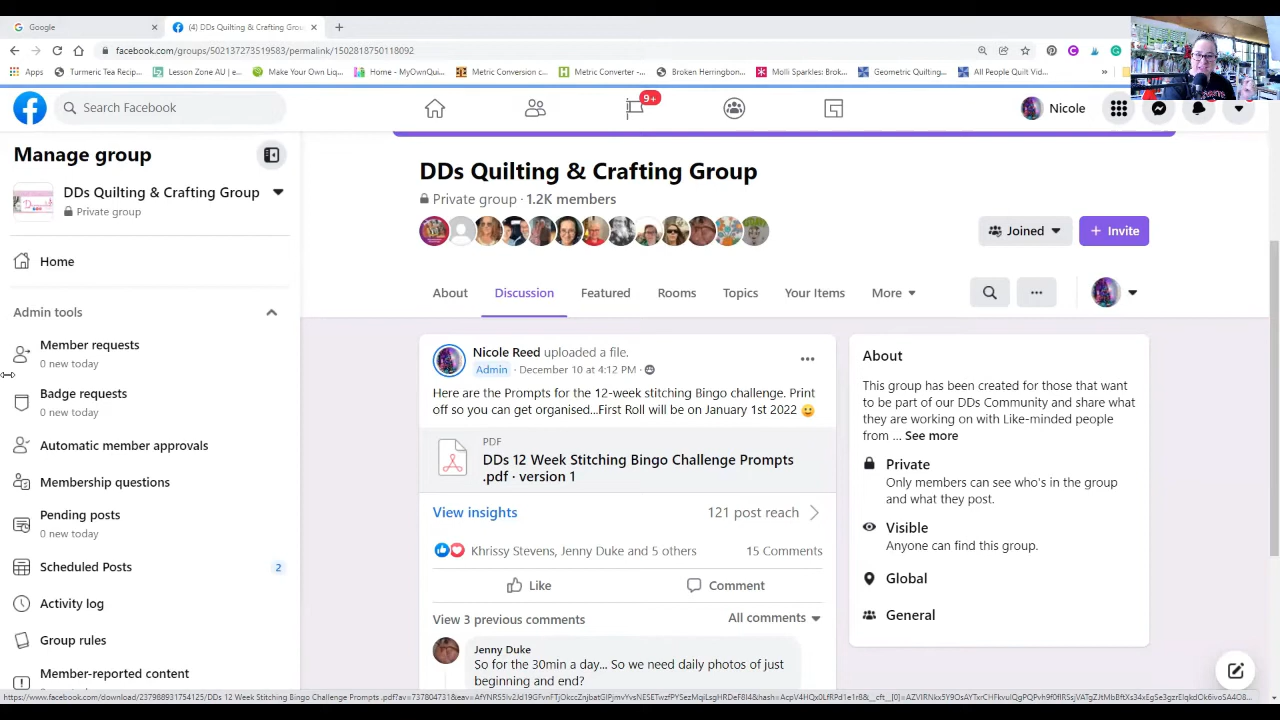 Google
(4) DDs Quilting & Crafting Grou
facebook.com/groups/502137273519583/permalink/1502818750118092
Apps
Turmeric Tea Recip...
Lesson Zone AU | e...
Make Your Own Liq...
Home - MyOwnQui...
Metric Conversion c...
Metric Converter -...
Broken Herringbon...
Molli Sparkles: Brok...
Geometric Quilting...
All People Quilt Vid...
»
Search Facebook
9+
Nicole
Manage group
DDs Quilting & Crafting Group
Private group
Home
Admin tools
Member requests
0 new today
Badge requests
0 new today
Automatic member approvals
Membership questions
Pending posts
0 new today
Scheduled Posts
2
Activity log
Group rules
Member-reported content
DDs Quilting & Crafting Group
Private group · 1.2K members
Joined
+ Invite
About
Discussion
Featured
Rooms
Topics
Your Items
More
Nicole Reed uploaded a file.
Admin · December 10 at 4:12 PM ·
Here are the Prompts for the 12-week stitching Bingo challenge. Print
off so you can get organised...First Roll will be on January 1st 2022 😀
PDF
DDs 12 Week Stitching Bingo Challenge Prompts
.pdf · version 1
View insights
121 post reach
Khrissy Stevens, Jenny Duke and 5 others
15 Comments
Like
Comment
View 3 previous comments
All comments
Jenny Duke
So for the 30min a day... So we need daily photos of just
beginning and end?
About
This group has been created for those that want
to be part of our DDs Community and share what
they are working on with Like-minded people
from ... See more
Private
Only members can see who's in the group
and what they post.
Visible
Anyone can find this group.
Global
General